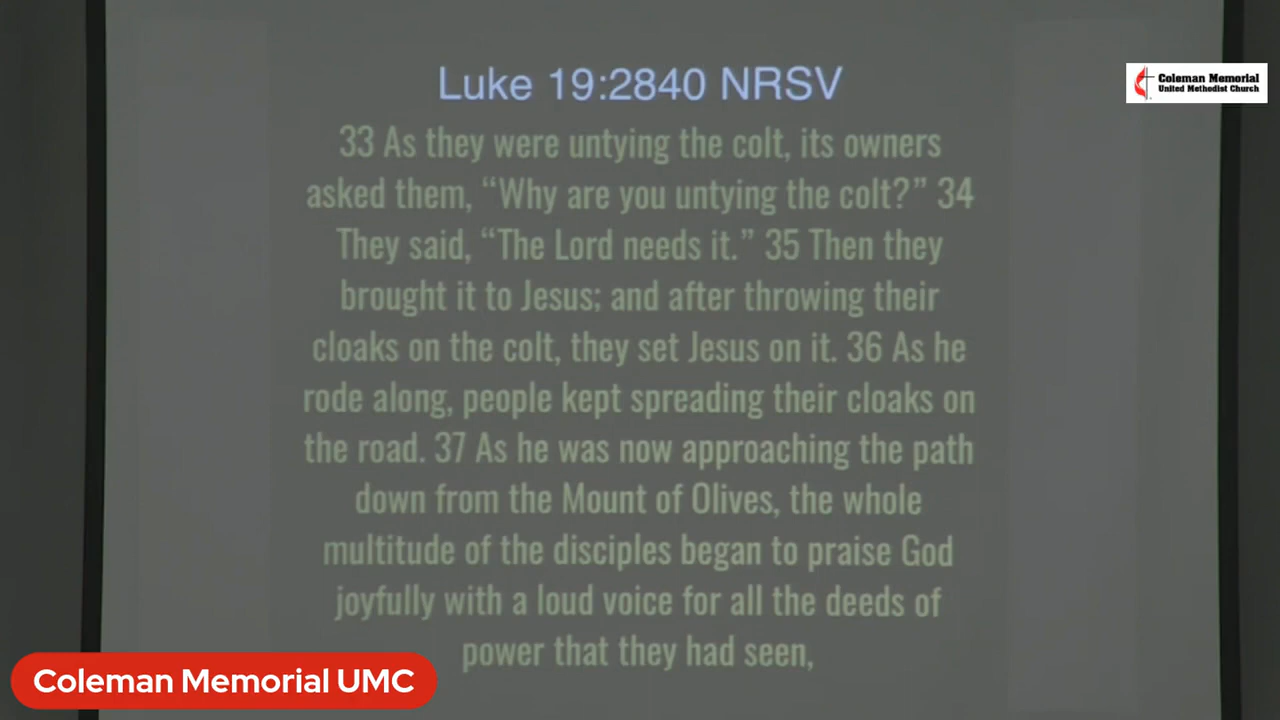 Luke 19:2840 NRSV
Coleman Memorial
United Methodist Church
33 As they were untying the colt, its owners
asked them, “Why are you untying the colt?” 34
They said, “The Lord needs it.” 35 Then they
brought it to Jesus; and after throwing their
cloaks on the colt, they set Jesus on it. 36 As he
rode along, people kept spreading their cloaks on
the road. 37 As he was now approaching the path
down from the Mount of Olives, the whole
multitude of the disciples began to praise God
joyfully with a loud voice for all the deeds of
power that they had seen,
Coleman Memorial UMC